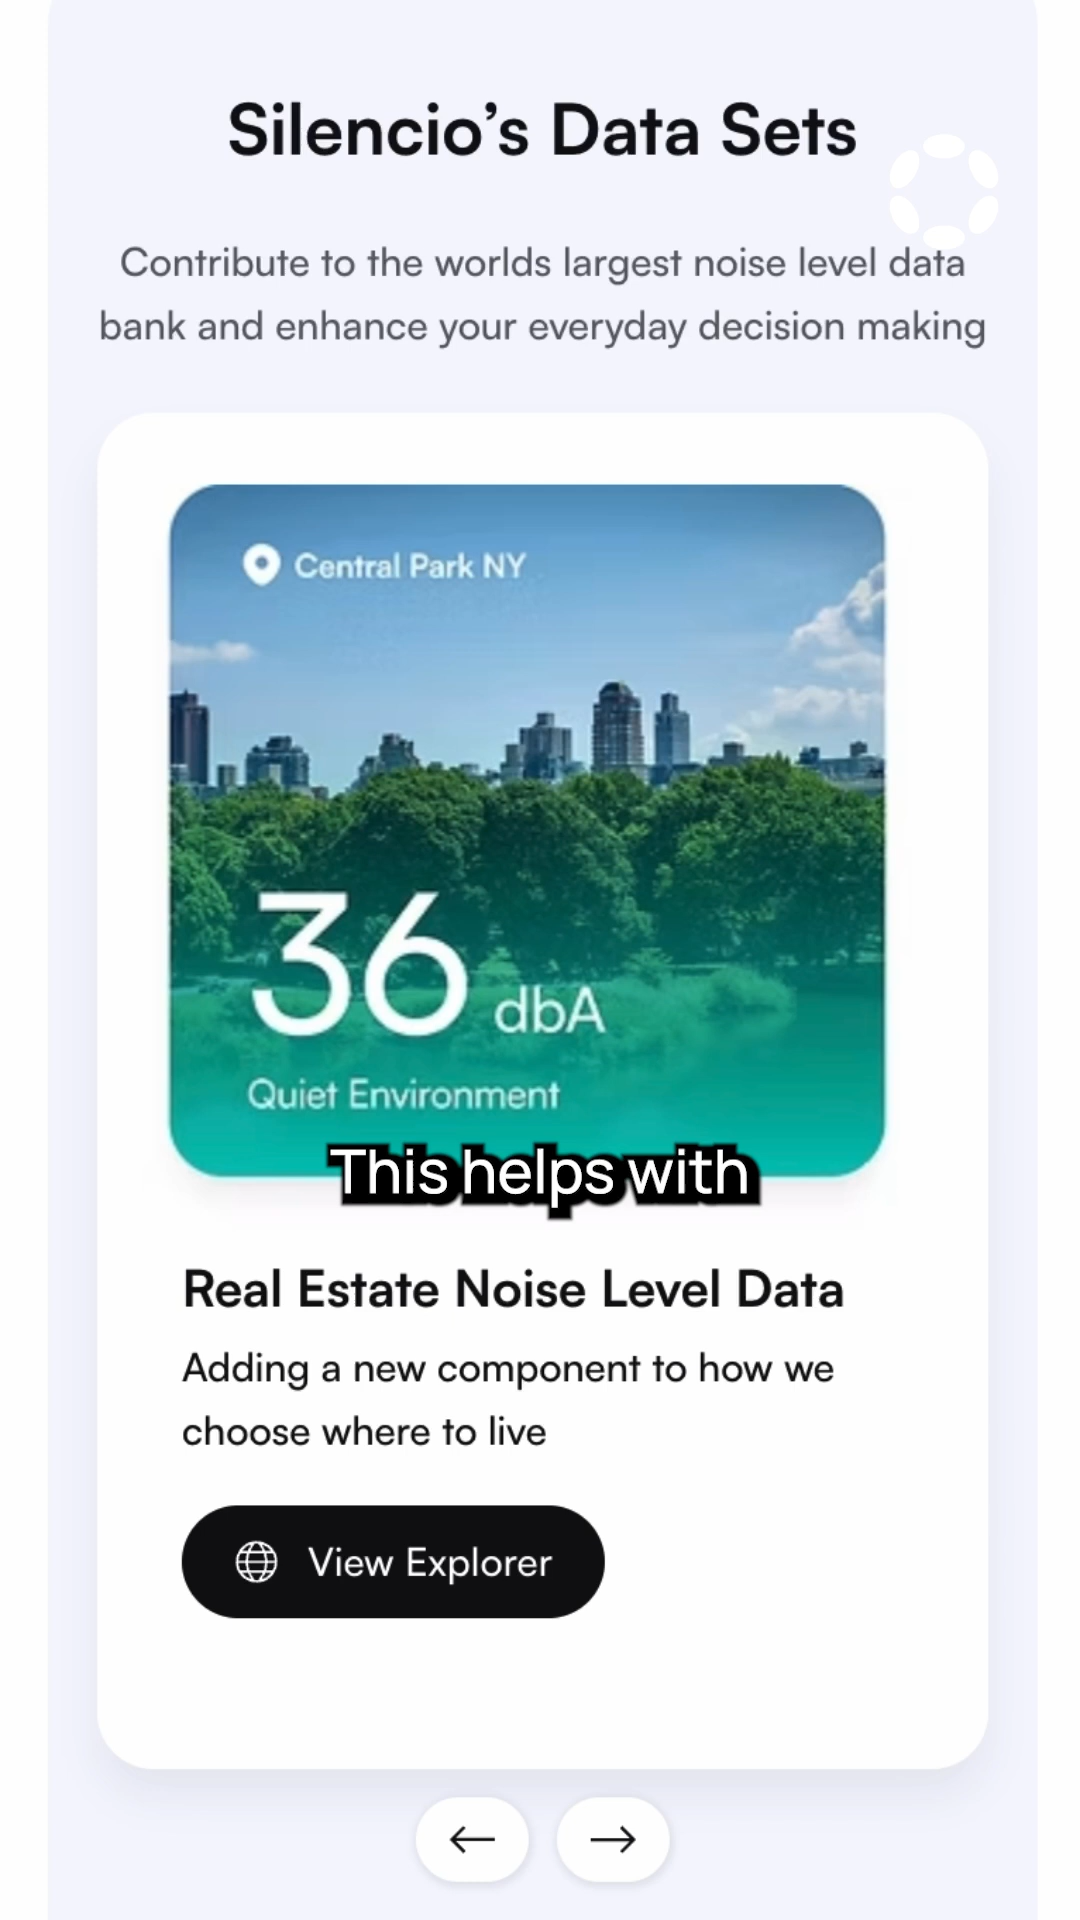 Silencio’s Data Sets
Contribute to the worlds largest noise level data
bank and enhance your everyday decision making
Central Park NY
36 dbA
Quiet Environment
This helps with
Real Estate Noise Level Data
Adding a new component to how we
choose where to live
View Explorer